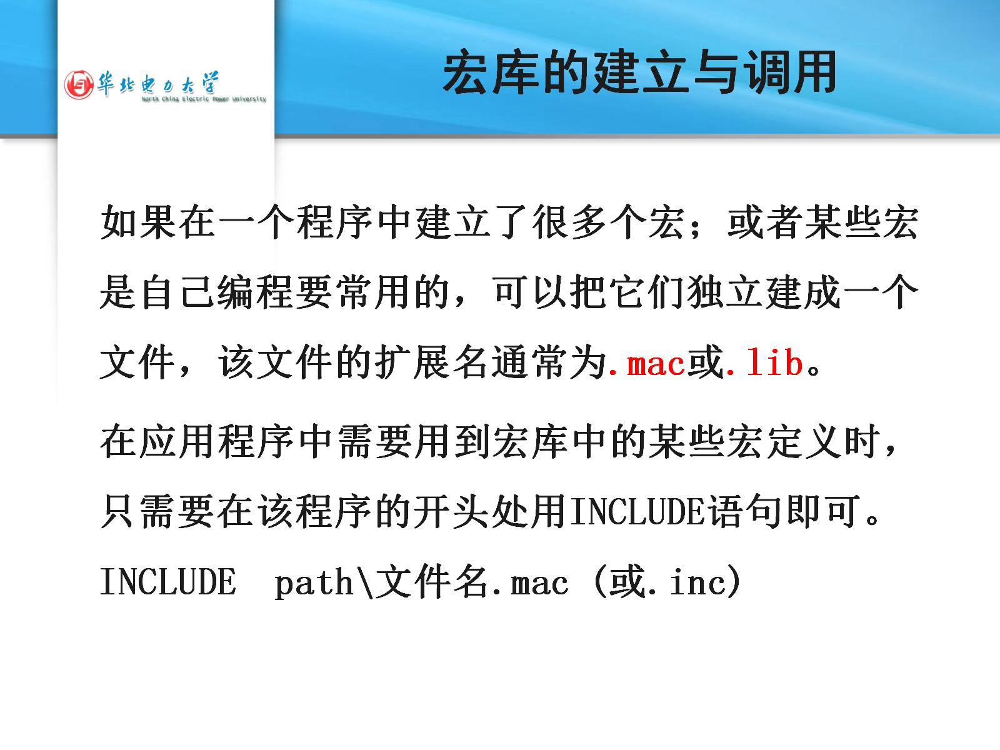 华北电力大学
North China Electric Power University
宏库的建立与调用
如果在一个程序中建立了很多个宏；或者某些宏
是自己编程要常用的，可以把它们独立建成一个
文件，该文件的扩展名通常为.mac或.lib。
在应用程序中需要用到宏库中的某些宏定义时，
只需要在该程序的开头处用INCLUDE语句即可。
INCLUDE  path\文件名.mac (或.inc)